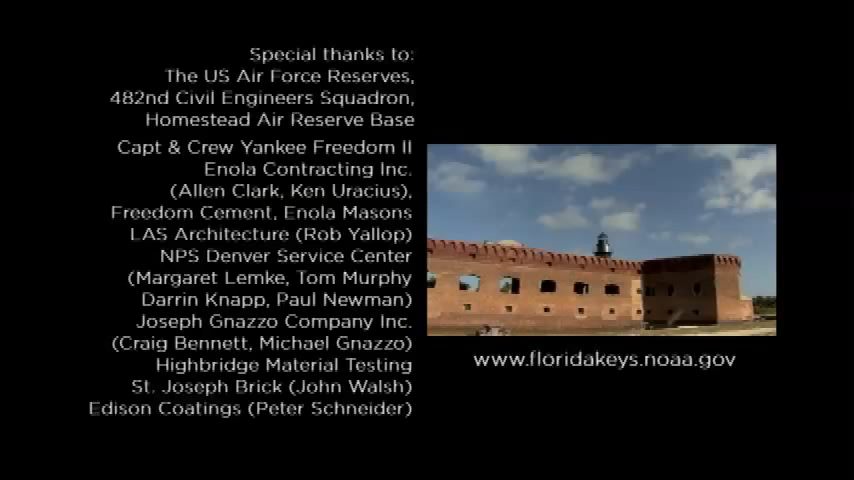 Special thanks to:
The US Air Force Reserves,
482nd Civil Engineers Squadron,
Homestead Air Reserve Base
Capt & Crew Yankee Freedom II
Enola Contracting Inc.
(Allen Clark, Ken Uracius),
Freedom Cement, Enola Masons
LAS Architecture (Rob Yallop)
NPS Denver Service Center
(Margaret Lemke, Tom Murphy
Darrin Knapp, Paul Newman)
Joseph Gnazzo Company Inc.
(Craig Bennett, Michael Gnazzo)
Highbridge Material Testing
St. Joseph Brick (John Walsh)
Edison Coatings (Peter Schneider)
www.floridakeys.noaa.gov